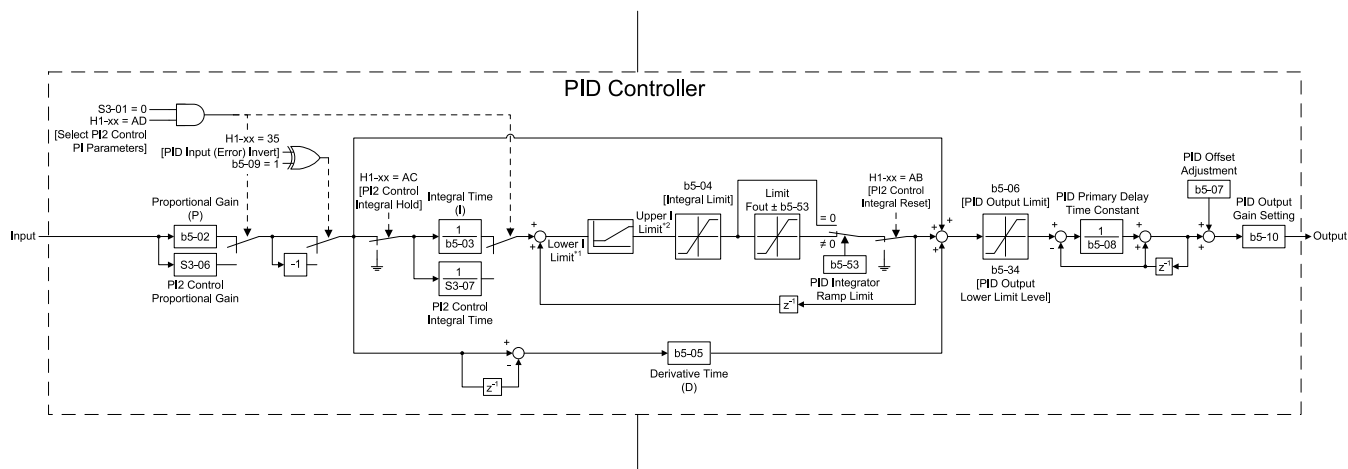 PID Controller
S3-01 = 0
H1-xx = AD
[Select PI2 Control
PI Parameters]
H1-xx = 35
[PID Input (Error) Invert]
b5-09 = 1
Proportional Gain
(P)
Input
b5-02
S3-06
PI2 Control
Proportional Gain
-1
H1-xx = AC
[PI2 Control
Integral Hold]
Integral Time
(I)
1
b5-03
1
S3-07
PI2 Control
Integral Time
+
+
Lower I
Limit*1
Upper I
Limit*2
b5-04
[Integral Limit]
Limit
Fout ± b5-53
= 0
≠ 0
b5-53
PID Integrator
Ramp Limit
H1-xx = AB
[PI2 Control
Integral Reset]
z-1
+
-
z-1
b5-05
Derivative Time
(D)
+
+
+
b5-06
[PID Output Limit]
b5-34
[PID Output
Lower Limit Level]
PID Primary Delay
Time Constant
+
-
1
b5-08
+
+
z-1
PID Offset
Adjustment
b5-07
+
+
PID Output
Gain Setting
b5-10
Output